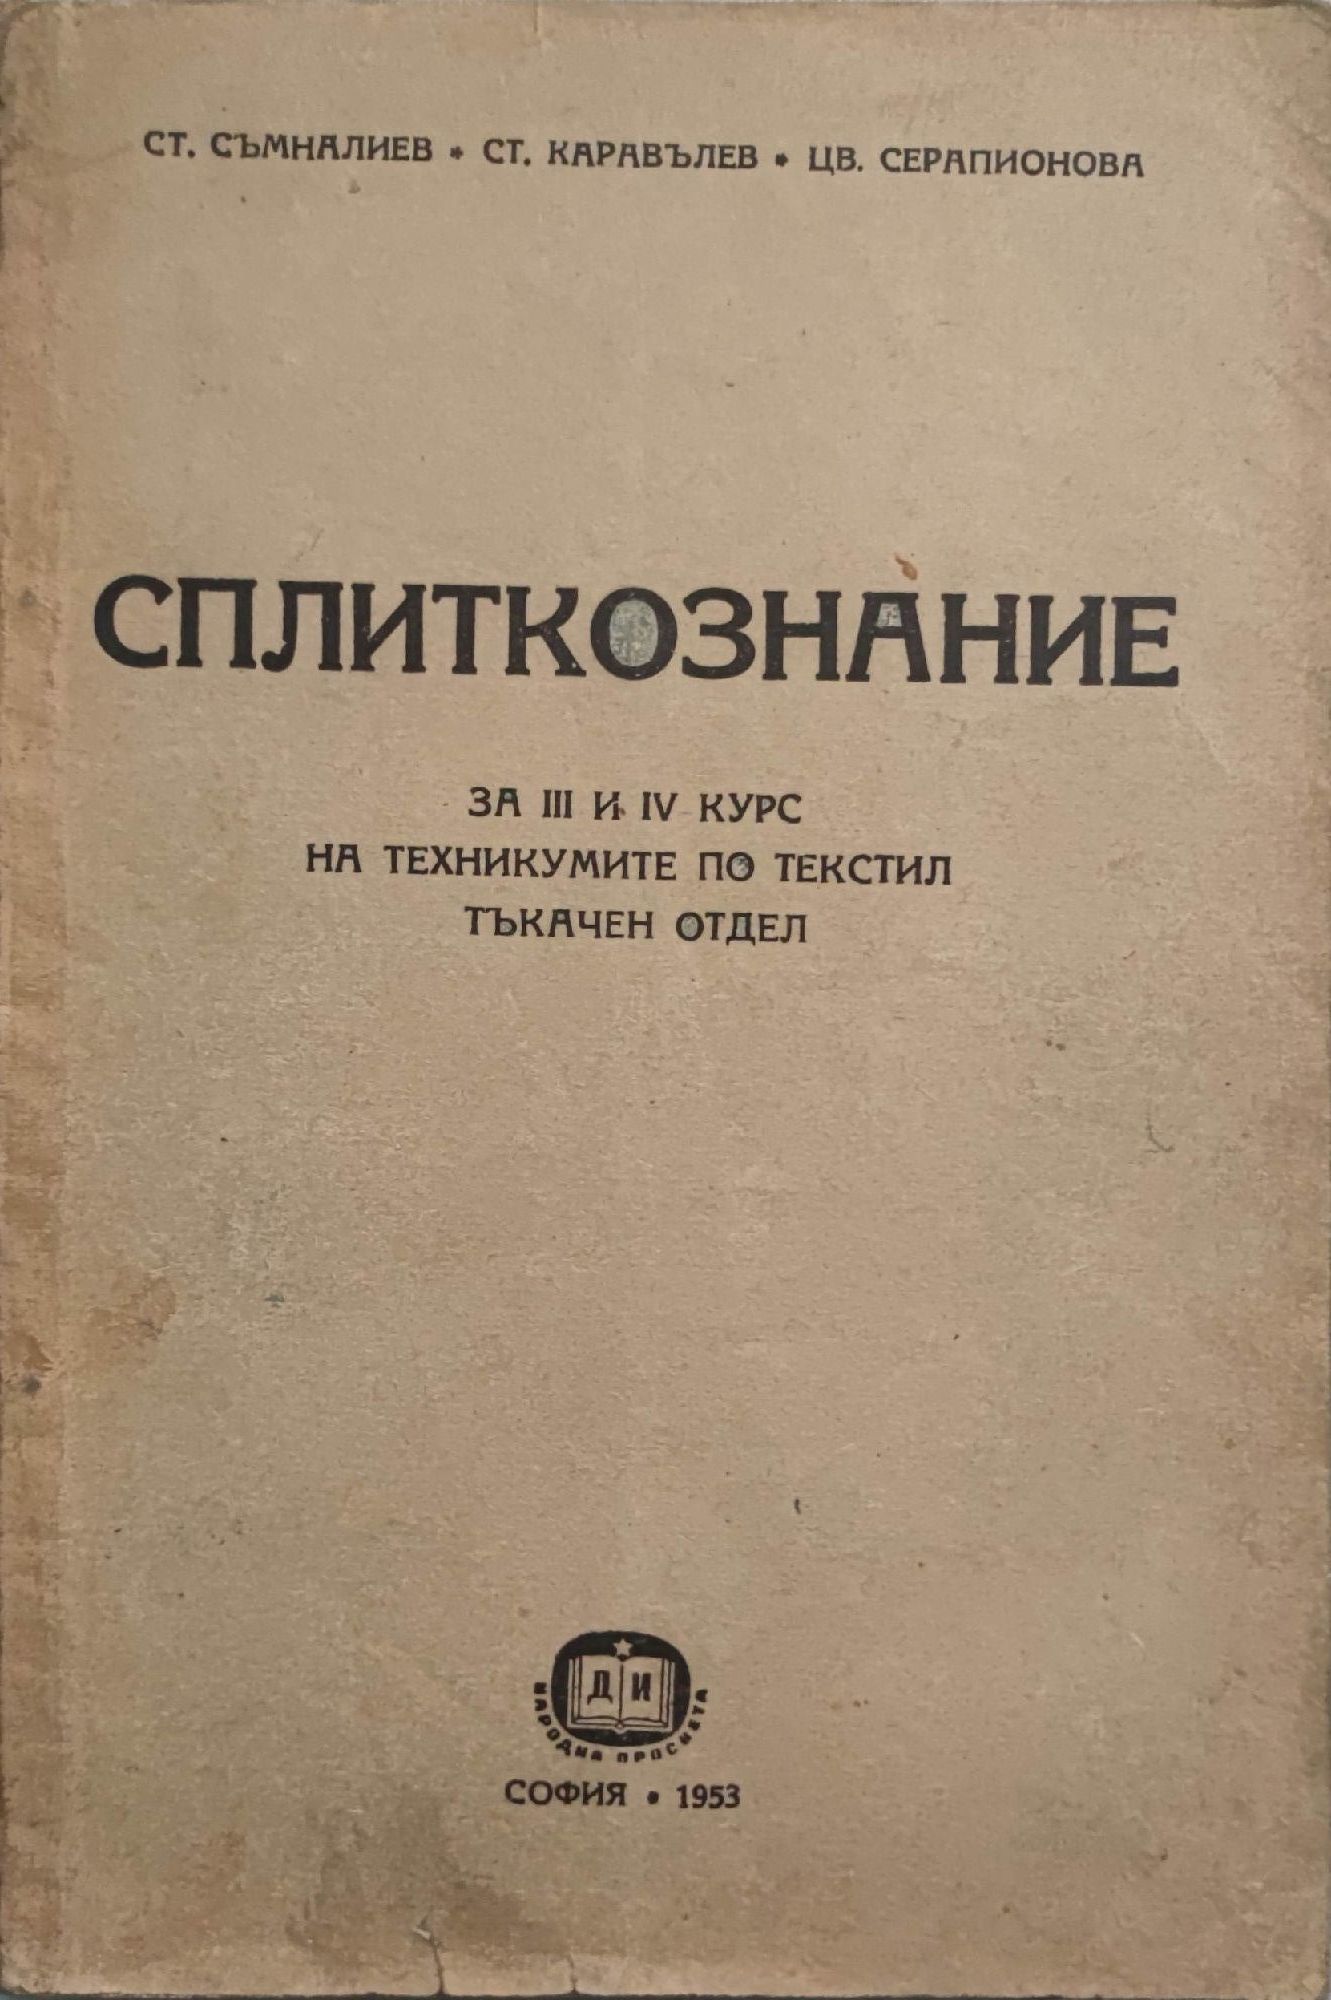 СТ. СЪМНАЛИЕВ • СТ. КАРАВЪЛЕВ • ЦВ. СЕРАПИОНОВА
СПЛИТКОЗНАНИЕ
ЗА III И IV КУРС
НА ТЕХНИКУМИТЕ ПО ТЕКСТИЛ
ТЪКАЧЕН ОТДЕЛ
ДИ
НАРОДНА ПРОСВЕТА
СОФИЯ • 1953